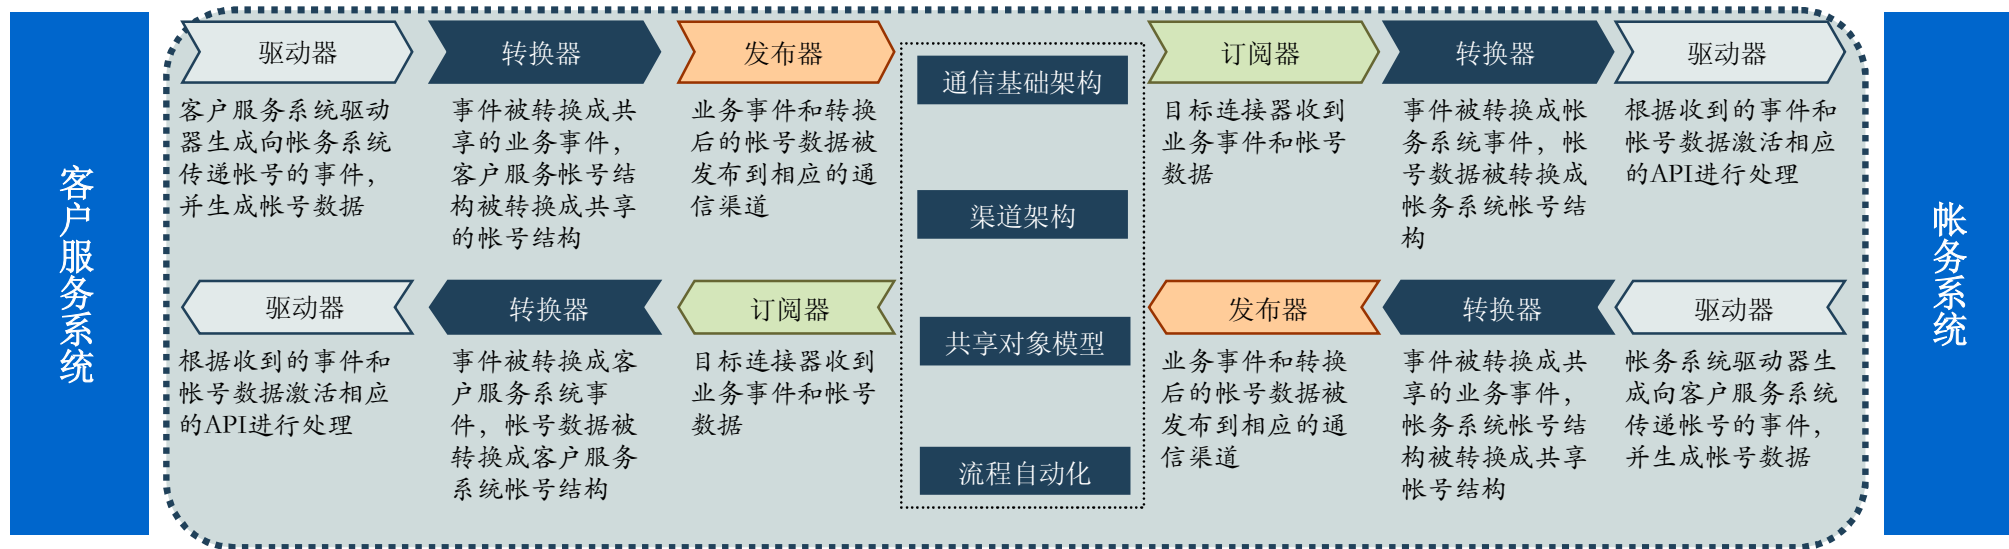 客户服务系统
驱动器
客户服务系统驱动
器生成向帐务系统
传递帐号的事件，
并生成帐号数据
转换器
事件被转换成共
享的业务事件，
客户服务帐号结
构被转换成共享
的帐号结构
发布器
业务事件和转换
后的帐号数据被
发布到相应的通
信渠道
通信基础架构
渠道架构
共享对象模型
流程自动化
订阅器
目标连接器收到
业务事件和帐号
数据
转换器
事件被转换成帐
务系统事件，帐
号数据被转换成
帐务系统帐号结
构
驱动器
根据收到的事件和
帐号数据激活相应
的API进行处理
驱动器
根据收到的事件和
帐号数据激活相应
的API进行处理
转换器
事件被转换成客
户服务系统事
件，帐号数据被
转换成客户服务
系统帐号结构
订阅器
目标连接器收到
业务事件和帐号
数据
发布器
业务事件和转换
后的帐号数据被
发布到相应的通
信渠道
转换器
事件被转换成共
享的业务事件，
帐务系统帐号结
构被转换成共享
帐号结构
驱动器
帐务系统驱动器生
成向客户服务系统
传递帐号的事件，
并生成帐号数据
帐务系统